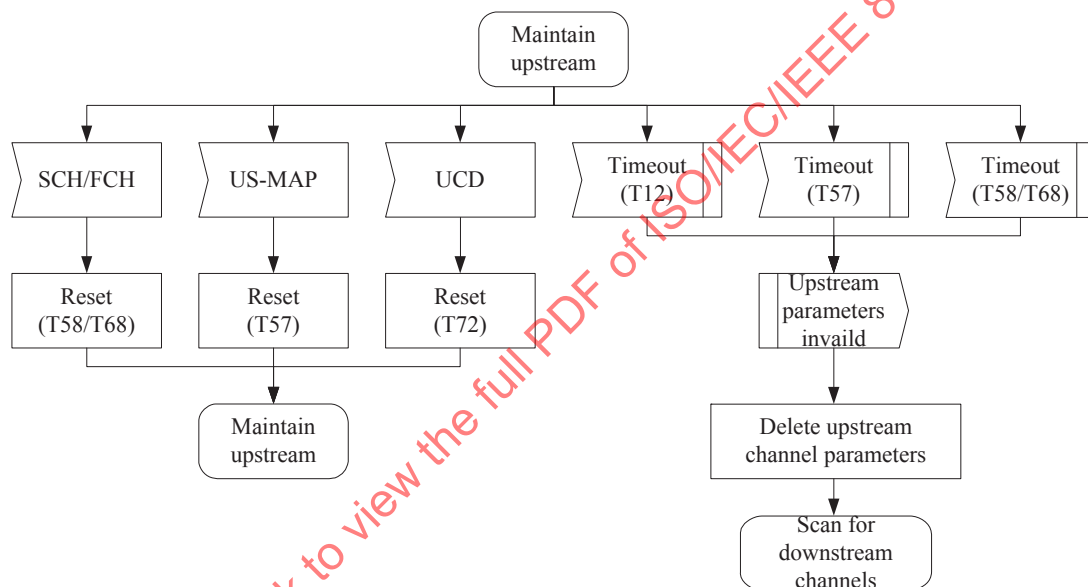 Maintain
upstream
SCH/FCH
US-MAP
UCD
Timeout
(T12)
Timeout
(T57)
Timeout
(T58/T68)
Reset
(T58/T68)
Reset
(T57)
Reset
(T72)
Upstream
parameters
invaild
Maintain
upstream
Delete upstream
channel parameters
Scan for
downstream
channels
to view the full PDF of ISO/IEC/IEEE 8